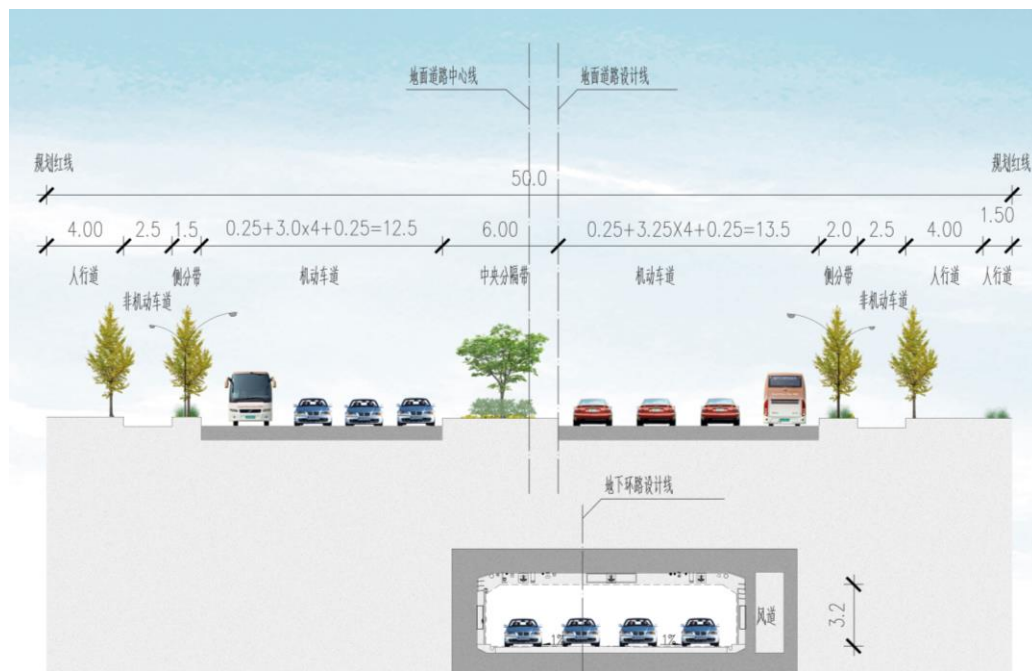 地面道路中心线
地面道路设计线
规划红线
规划红线
50.0
4.00
2.5
1.5
0.25+3.0x4+0.25=12.5
6.00
0.25+3.25X4+0.25=13.5
2.0
2.5
4.00
1.50
人行道
非机动车道
侧分带
机动车道
中央分隔带
机动车道
侧分带
非机动车道
人行道
人行道
地下环路设计线
风道
3.2
1%
1%